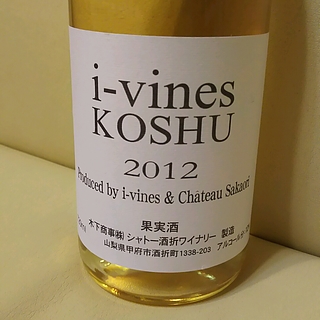 i-vines
KOSHU
2012
Produced by i-vines & Château Sakaori
果実酒
木下商事㈱ シャトー酒折ワイナリー 製造
山梨県甲府市酒折町1338-203 アルコール分